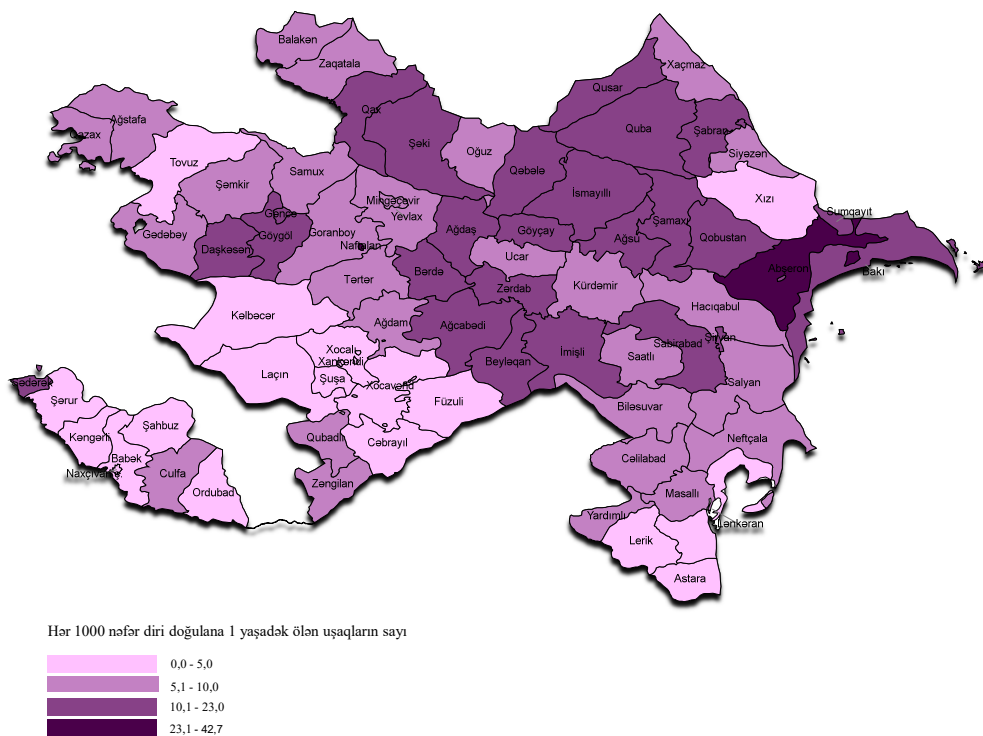 Balakən
Zaqatala
Xaçmaz
Qusar
Qax
Ağstafa
Quba
Şabran
Qazax
Şəki
Oğuz
Siyəzən
Tovuz
Samux
Qəbələ
Şəmkir
İsmayıllı
Xızı
Mingəçevir
Yevlax
Gəncə
Sumqayıt
Şamaxı
Gədəbəy
Göygöl
Goranboy
Ağdaş
Göyçay
Ağsu
Qobustan
Daşkəsən
Naftalan
Ucar
Abşeron
Bakı
Bərdə
Tərtər
Zərdab
Kürdəmir
Hacıqabul
Kəlbəcər
Ağdam
Ağcabədi
Şirvan
Sabirabad
Xocalı
İmişli
Saatlı
Xankəndi
Beyləqan
Laçın
Şuşa
Sədərək
Xocavənd
Salyan
Şərur
Füzuli
Biləsuvar
Şahbuz
Kəngərli
Qubadlı
Cəbrayıl
Neftçala
Babək
Cəlilabad
Naxçıvan ş.
Culfa
Zəngilan
Ordubad
Masallı
Yardımlı
Lənkəran
Lerik
Astara
Hər 1000 nəfər diri doğulana 1 yaşadək ölən uşaqların sayı
0,0 - 5,0
5,1 - 10,0
10,1 - 23,0
23,1 - 42,7